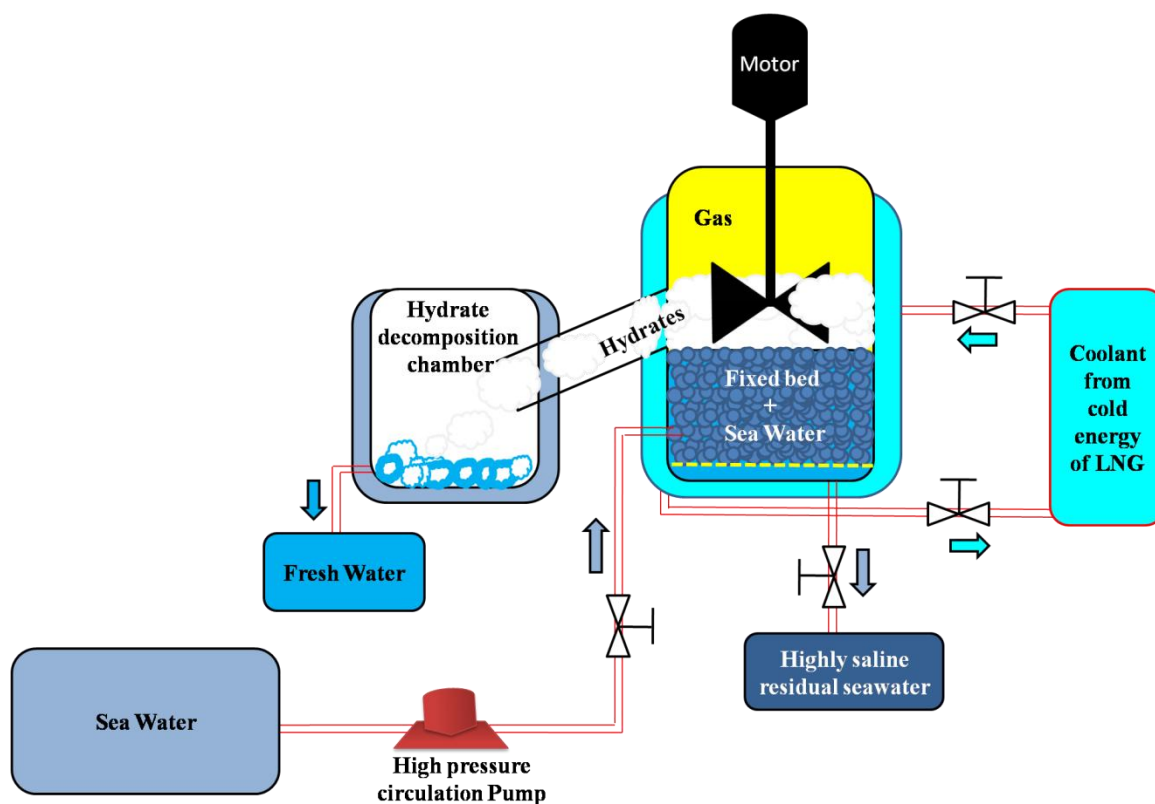 Motor
Gas
Hydrate
decomposition
chamber
Hydrates
Fixed bed
+
Sea Water
Coolant
from
cold
energy
of LNG
Fresh Water
Highly saline
residual seawater
Sea Water
High pressure
circulation Pump